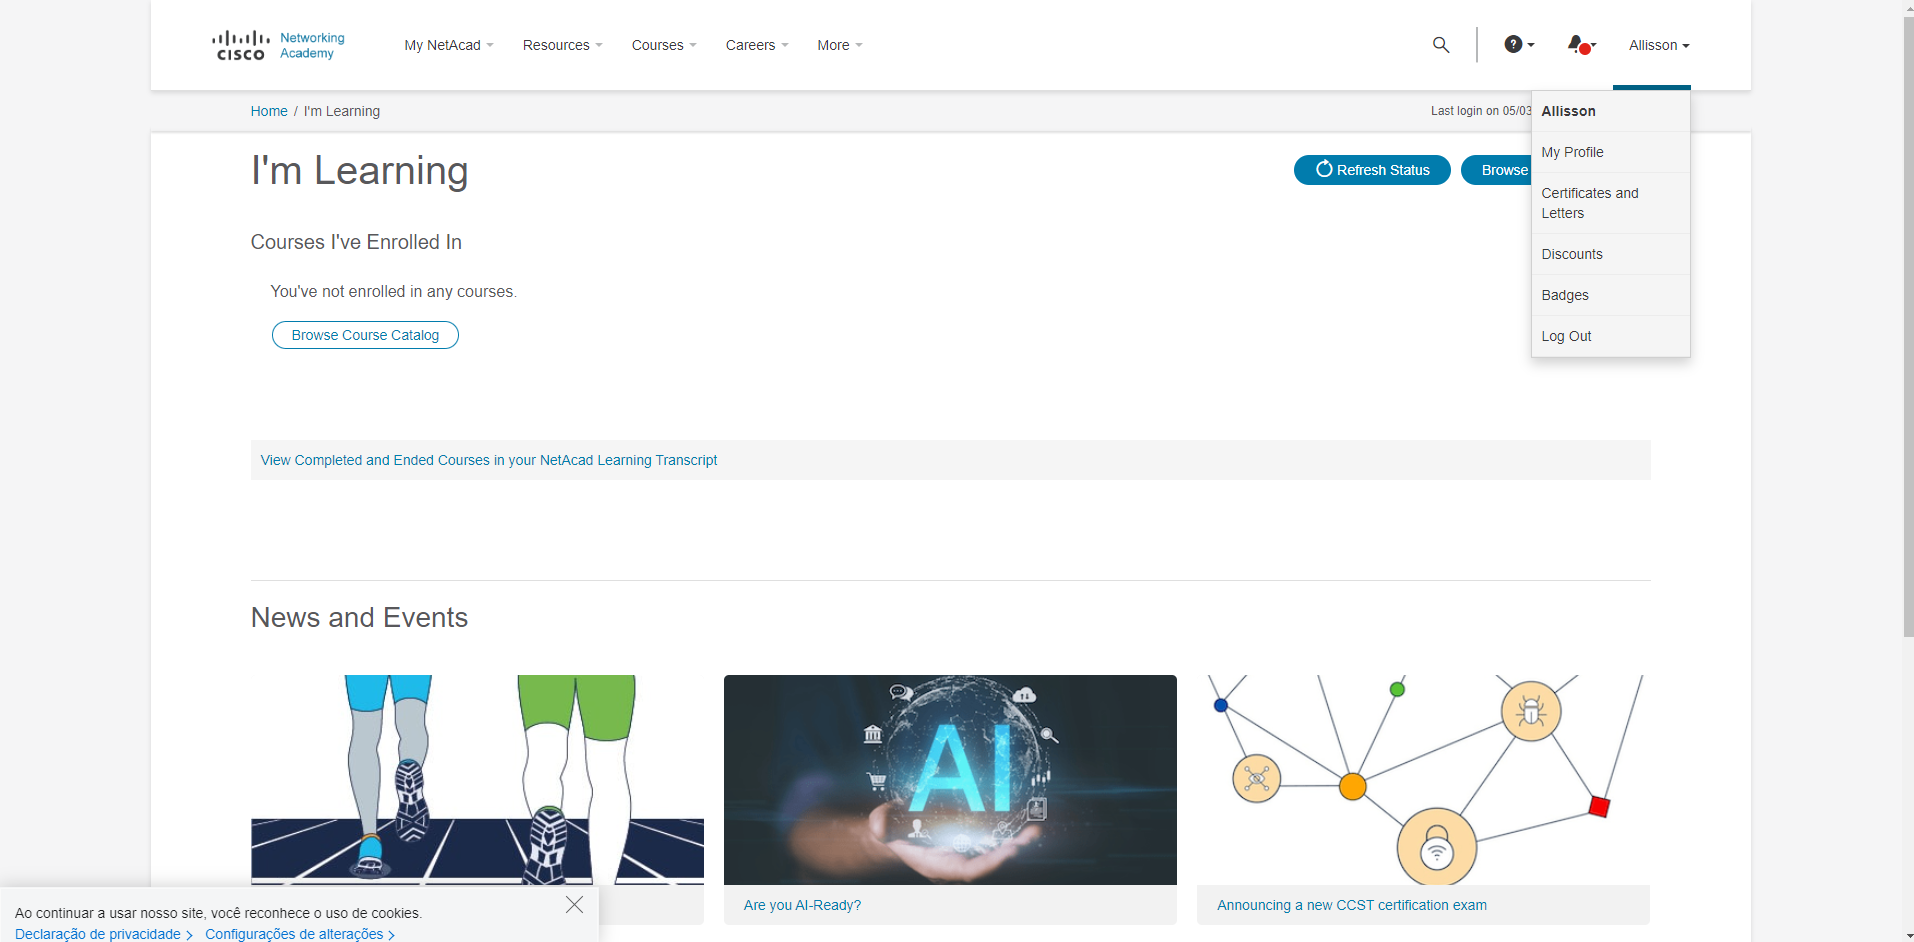 CISCO
Networking
Academy
My NetAcad
Resources
Courses
Careers
More
?
Allisson
Home / I'm Learning
Last login on 05/03
Allisson
My Profile
Certificates and
Letters
Discounts
Badges
Log Out
I'm Learning
Refresh Status
Browse
Courses I've Enrolled In
You've not enrolled in any courses.
Browse Course Catalog
View Completed and Ended Courses in your NetAcad Learning Transcript
News and Events
AI
Are you AI-Ready?
Announcing a new CCST certification exam
Ao continuar a usar nosso site, você reconhece o uso de cookies.
Declaração de privacidade
Configurações de alterações